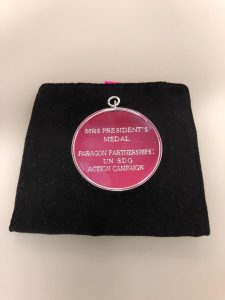 MRS PRESIDENT'S
MEDAL
PARAGON PARTNERSHIPS:
UN SDG
ACTION CAMPAIGN